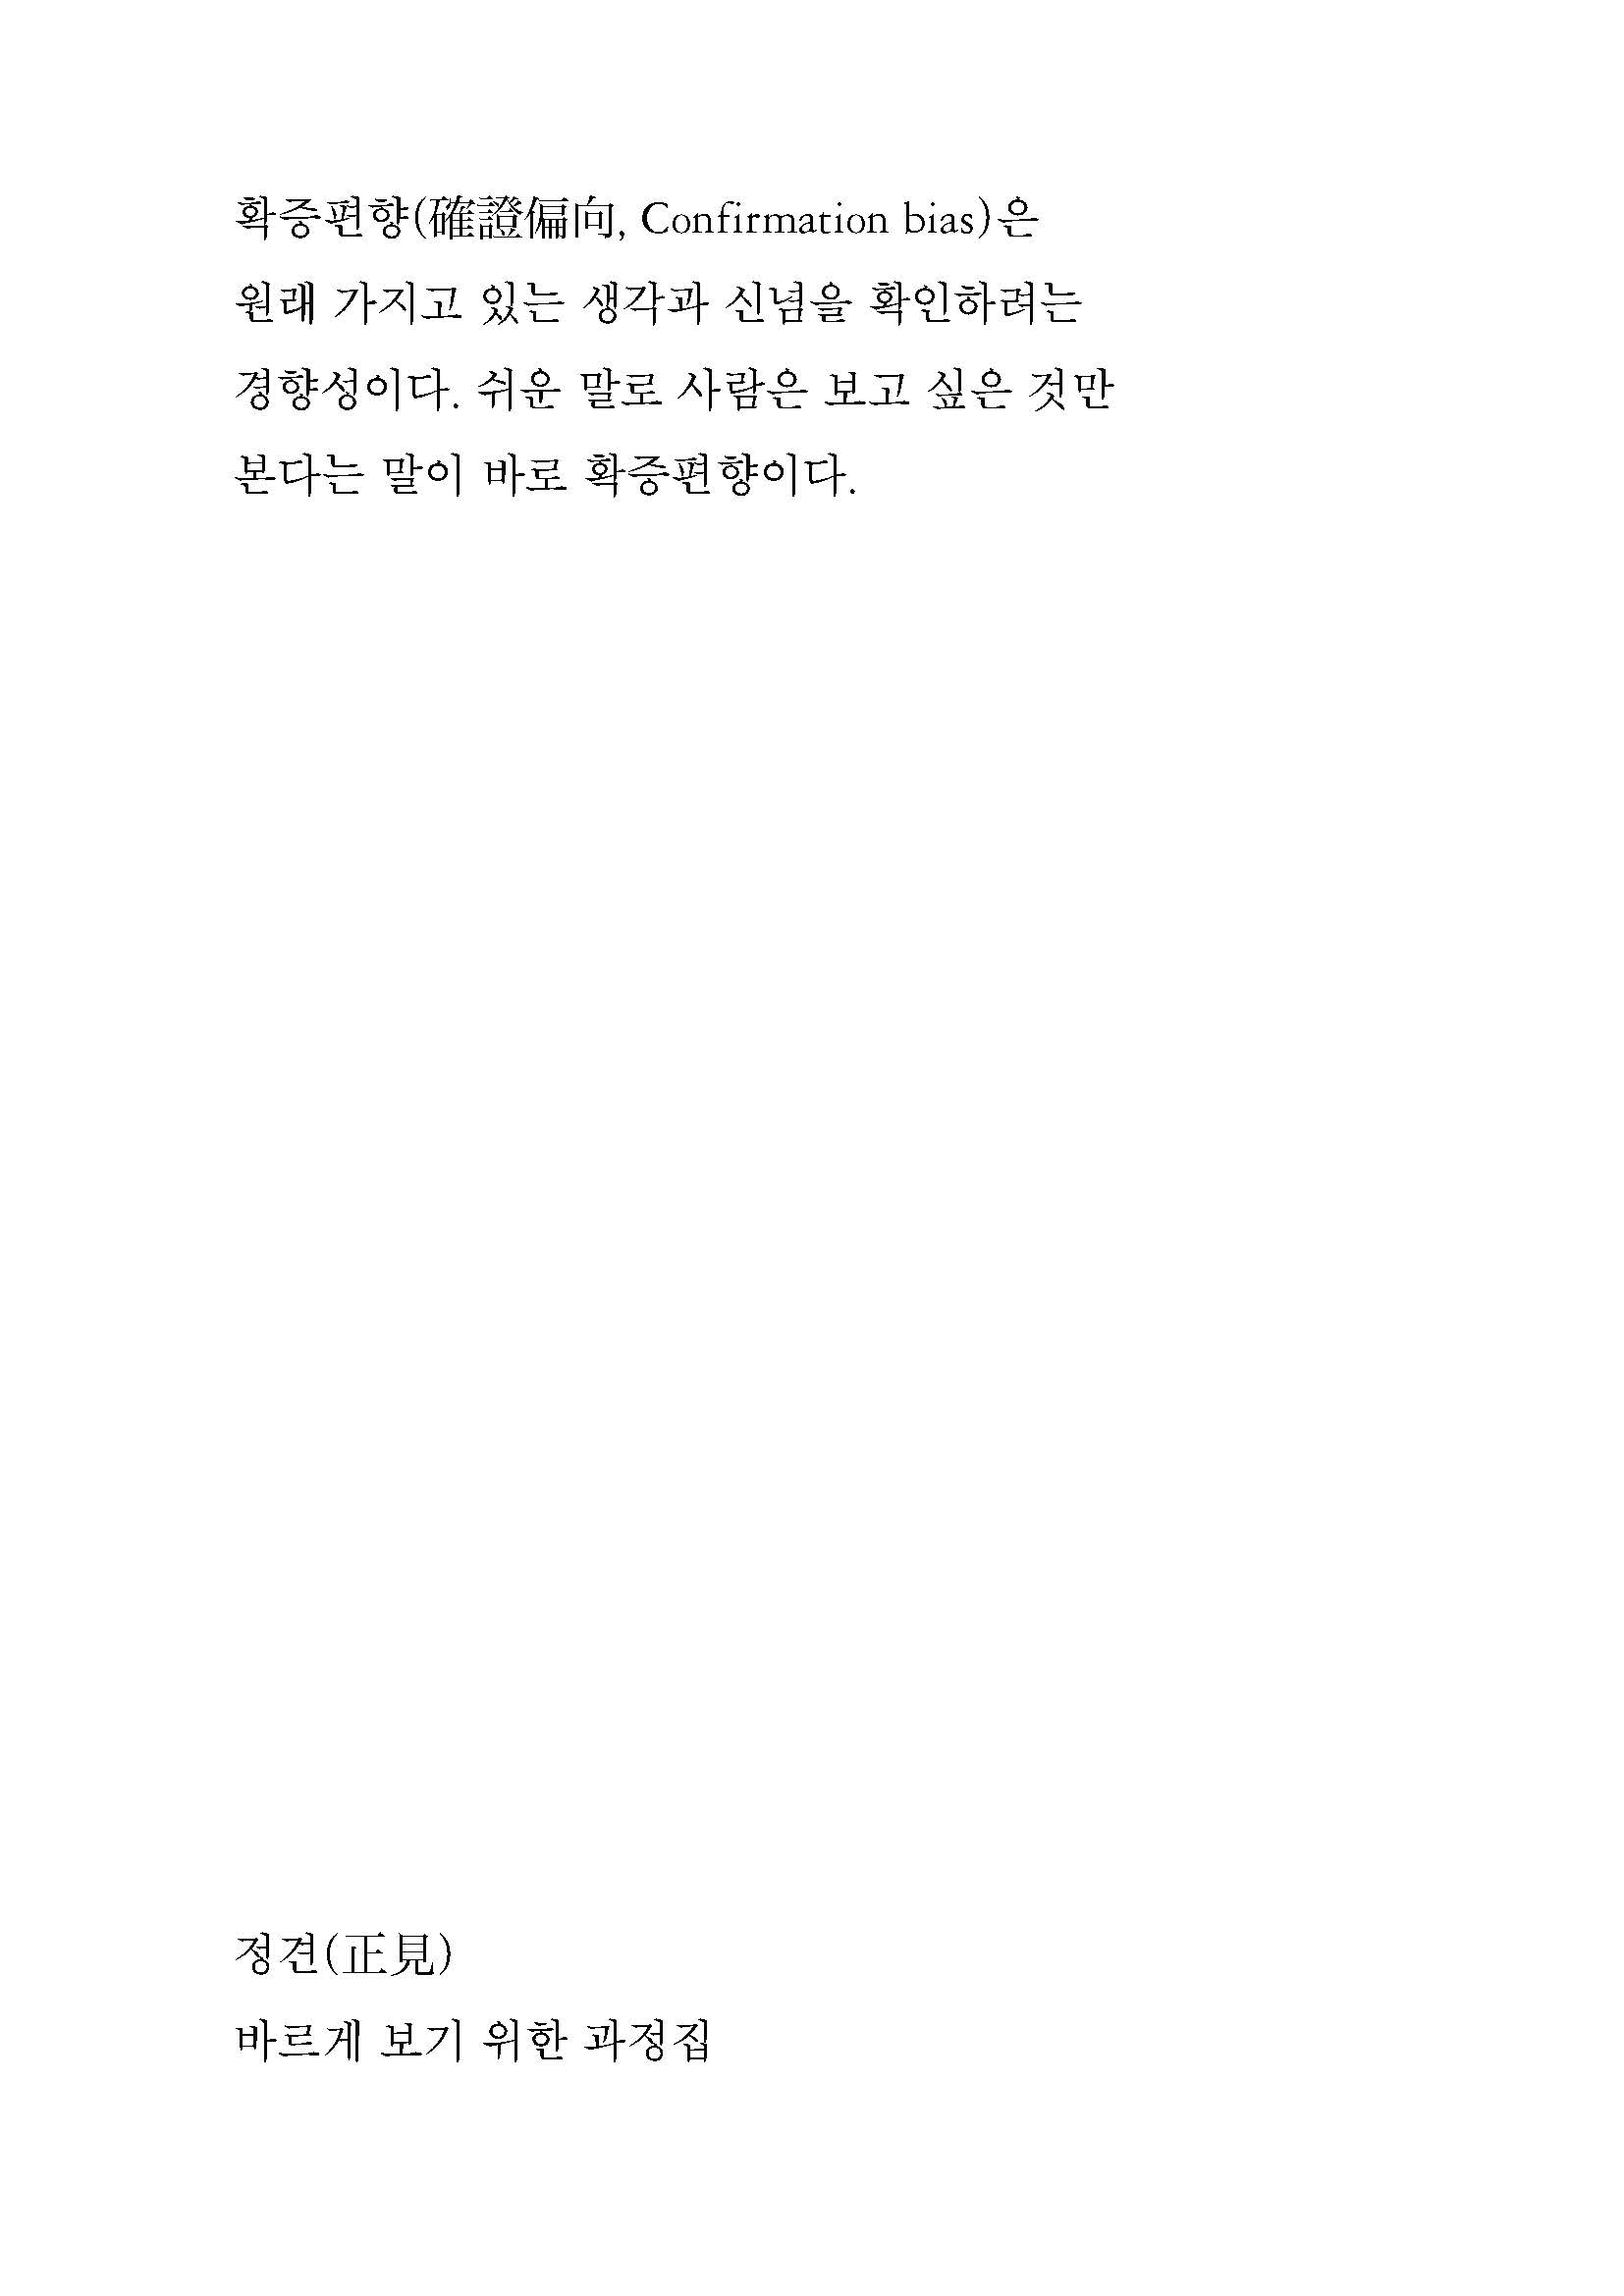 확증편향(確證偏向, Confirmation bias)은
원래 가지고 있는 생각과 신념을 확인하려는
경향성이다. 쉬운 말로 사람은 보고 싶은 것만
본다는 말이 바로 확증편향이다.
정견(正見)
바르게 보기 위한 과정집